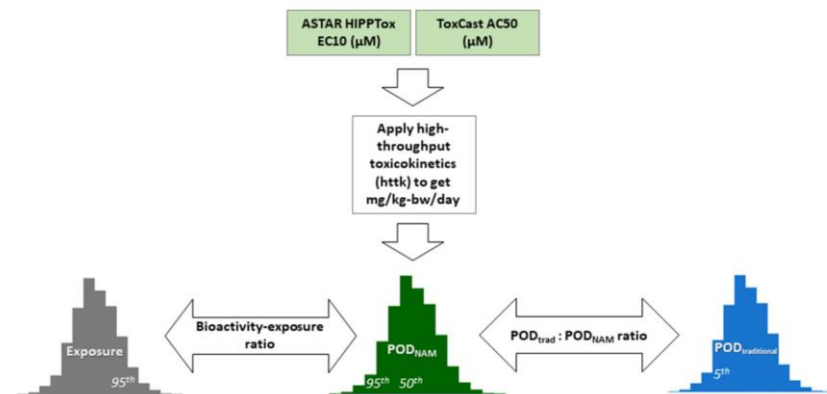 ASTAR HIPPTox
EC10 (µM)
ToxCast AC50
(µM)
Apply high-
throughput
toxicokinetics
(httk) to get
mg/kg-bw/day
Bioactivity-exposure
ratio
PODtrad : PODNAM ratio
Exposure
95th
PODNAM
95th 50th
PODtraditional
5th